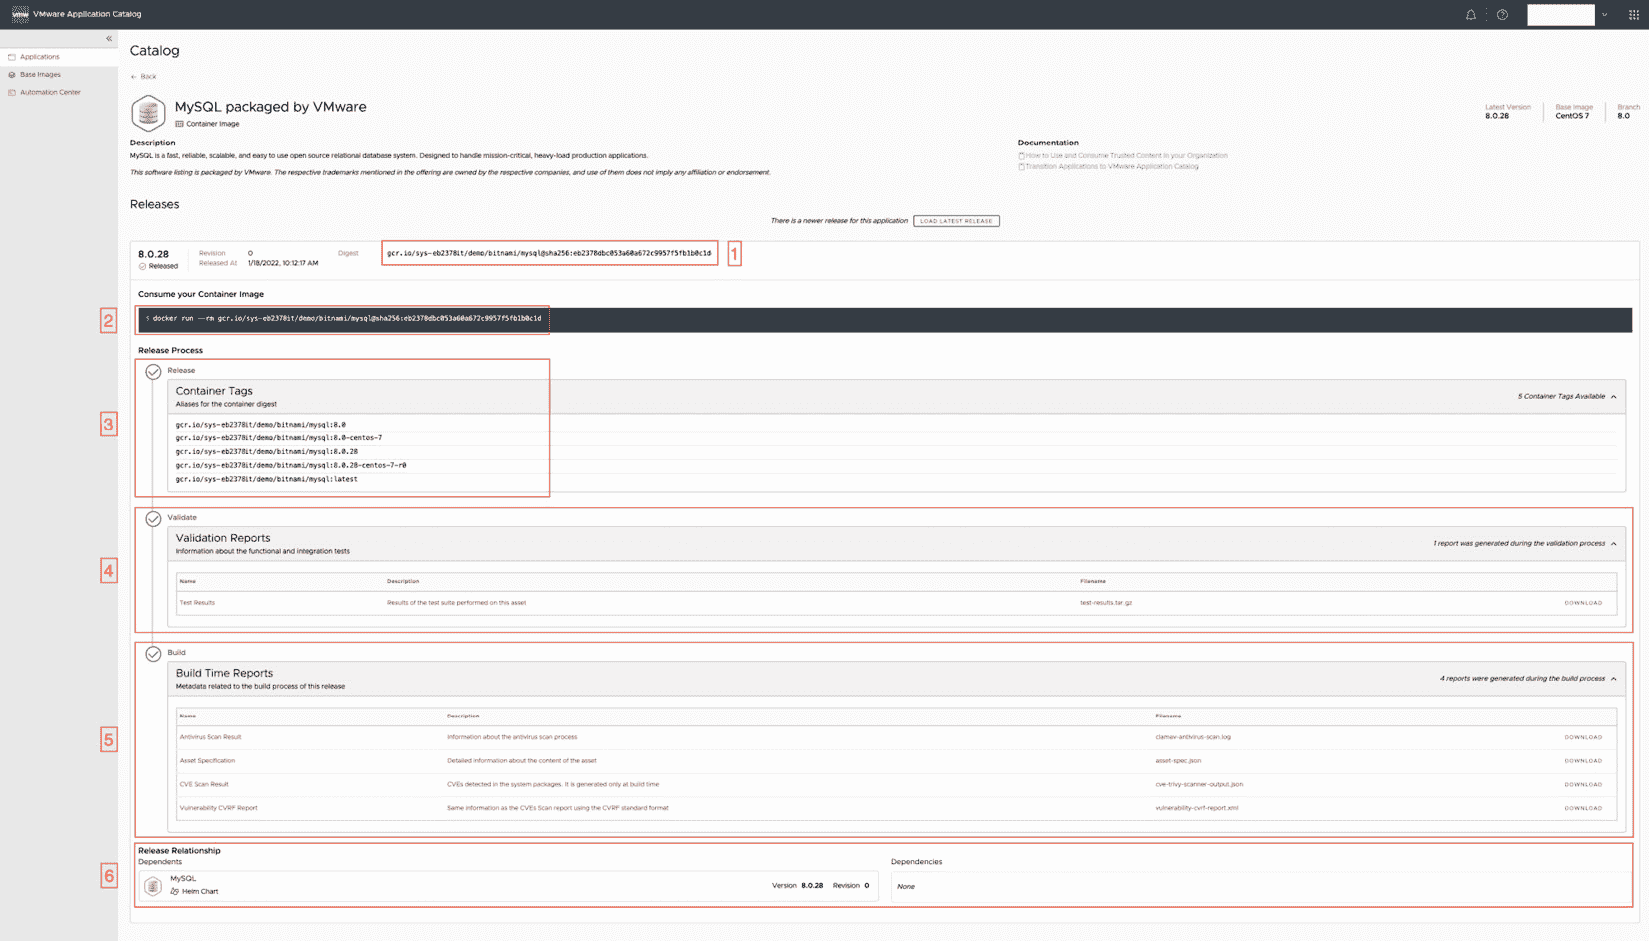 vmw VMware Application Catalog
«
Applications
Base Images
Automation Center
Catalog
← Back
MySQL packaged by VMware
Container Image
Latest Version
8.0.28
Base Image
CentOS 7
Branch
8.0
Description
MySQL is a fast, reliable, scalable, and easy to use open source relational database system. Designed to handle mission-critical, heavy-load production applications.
This software listing is packaged by VMware. The respective trademarks mentioned in the offering are owned by the respective companies, and use of them does not imply any affiliation or endorsement.
Documentation
How to Use and Consume Trusted Content in your Organization
Transition Applications to VMware Application Catalog
Releases
There is a newer release for this application LOAD LATEST RELEASE
8.0.28
Released
Revision 0
Released At 1/18/2022, 10:12:17 AM
Digest gcr.io/sys-eb2378it/demo/bitnami/mysql@sha256:eb2378dbc053a60a672c9957f5fb1b0c1d
1
Consume your Container Image
2
$ docker run --rm gcr.io/sys-eb2378it/demo/bitnami/mysql@sha256:eb2378dbc053a60a672c9957f5fb1b0c1d
Release Process
Release
3
Container Tags
Aliases for the container digest
5 Container Tags Available
gcr.io/sys-eb2378it/demo/bitnami/mysql:8.0
gcr.io/sys-eb2378it/demo/bitnami/mysql:8.0-centos-7
gcr.io/sys-eb2378it/demo/bitnami/mysql:8.0.28
gcr.io/sys-eb2378it/demo/bitnami/mysql:8.0.28-centos-7-r0
gcr.io/sys-eb2378it/demo/bitnami/mysql:latest
Validate
4
Validation Reports
Information about the functional and integration tests
1 report was generated during the validation process
Name Description Filename
Test Results Results of the test suite performed on this asset test-results.tar.gz DOWNLOAD
Build
5
Build Time Reports
Metadata related to the build process of this release
4 reports were generated during the build process
Name Description Filename
Antivirus Scan Result Information about the antivirus scan process clamav-antivirus-scan.log DOWNLOAD
Asset Specification Detailed information about the content of the asset asset-spec.json DOWNLOAD
CVE Scan Result CVEs detected in the system packages. It is generated only at build time cve-trivy-scanner-output.json DOWNLOAD
Vulnerability CVRF Report Same information as the CVEs Scan report using the CVRF standard format vulnerability-cvrf-report.xml DOWNLOAD
6
Release Relationship
Dependents
MySQL
Helm Chart
Version 8.0.28 Revision 0
Dependencies
None